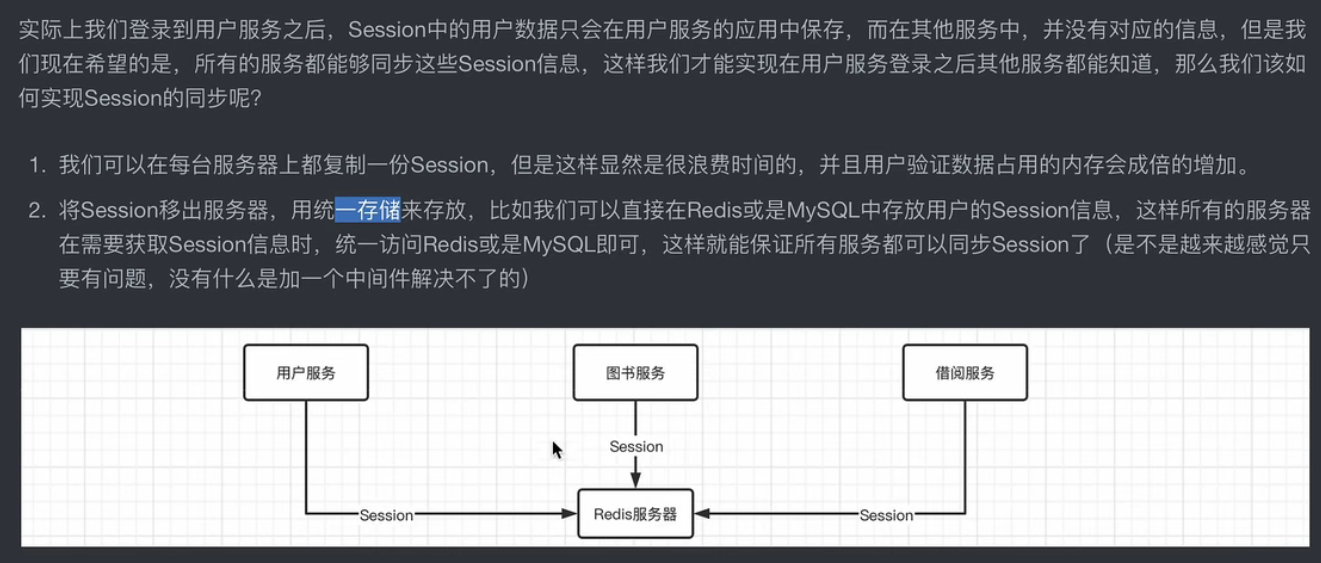 实际上我们登录到用户服务之后，Session中的用户数据只会在用户服务的应用中保存，而在其他服务中，并没有对应的信息，但是我
们现在希望的是，所有的服务都能够同步这些Session信息，这样我们才能实现在用户服务登录之后其他服务都能知道，那么我们该如
何实现Session的同步呢？
1. 我们可以在每台服务器上都复制一份Session，但是这样显然是很浪费时间的，并且用户验证数据占用的内存会成倍的增加。
2. 将Session移出服务器，用统一存储来存放，比如我们可以直接在Redis或是MySQL中存放用户的Session信息，这样所有的服务器
在需要获取Session信息时，统一访问Redis或是MySQL即可，这样就能保证所有服务都可以同步Session了（是不是越来越感觉只
要有问题，没有什么是加一个中间件解决不了的）
用户服务 图书服务 借阅服务
Session
Session Redis服务器 Session